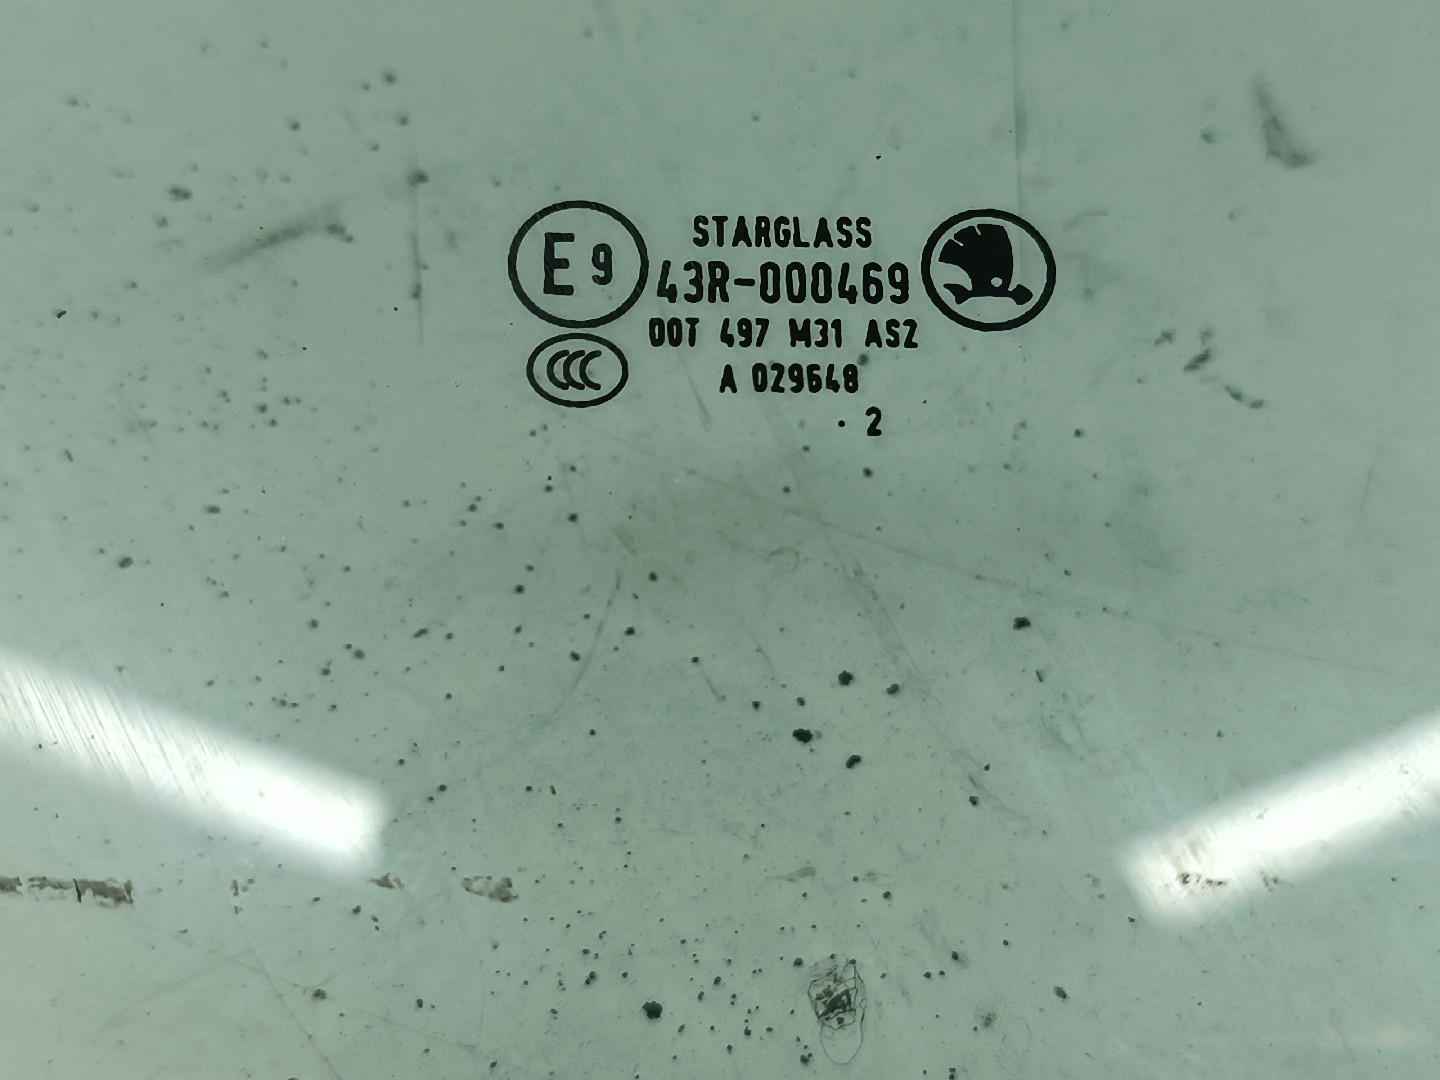 E9
STARGLASS
43R-000469
DOT 497 M31 AS2
CCC
A 029648
. 2